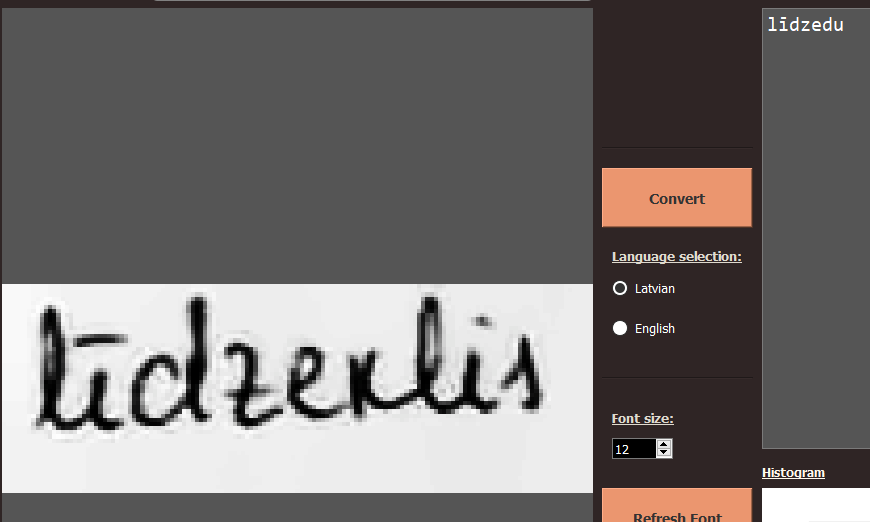 līdzedu
Convert
Language selection:
Latvian
English
līdzeklis
Font size:
12
Histogram
Refresh Font